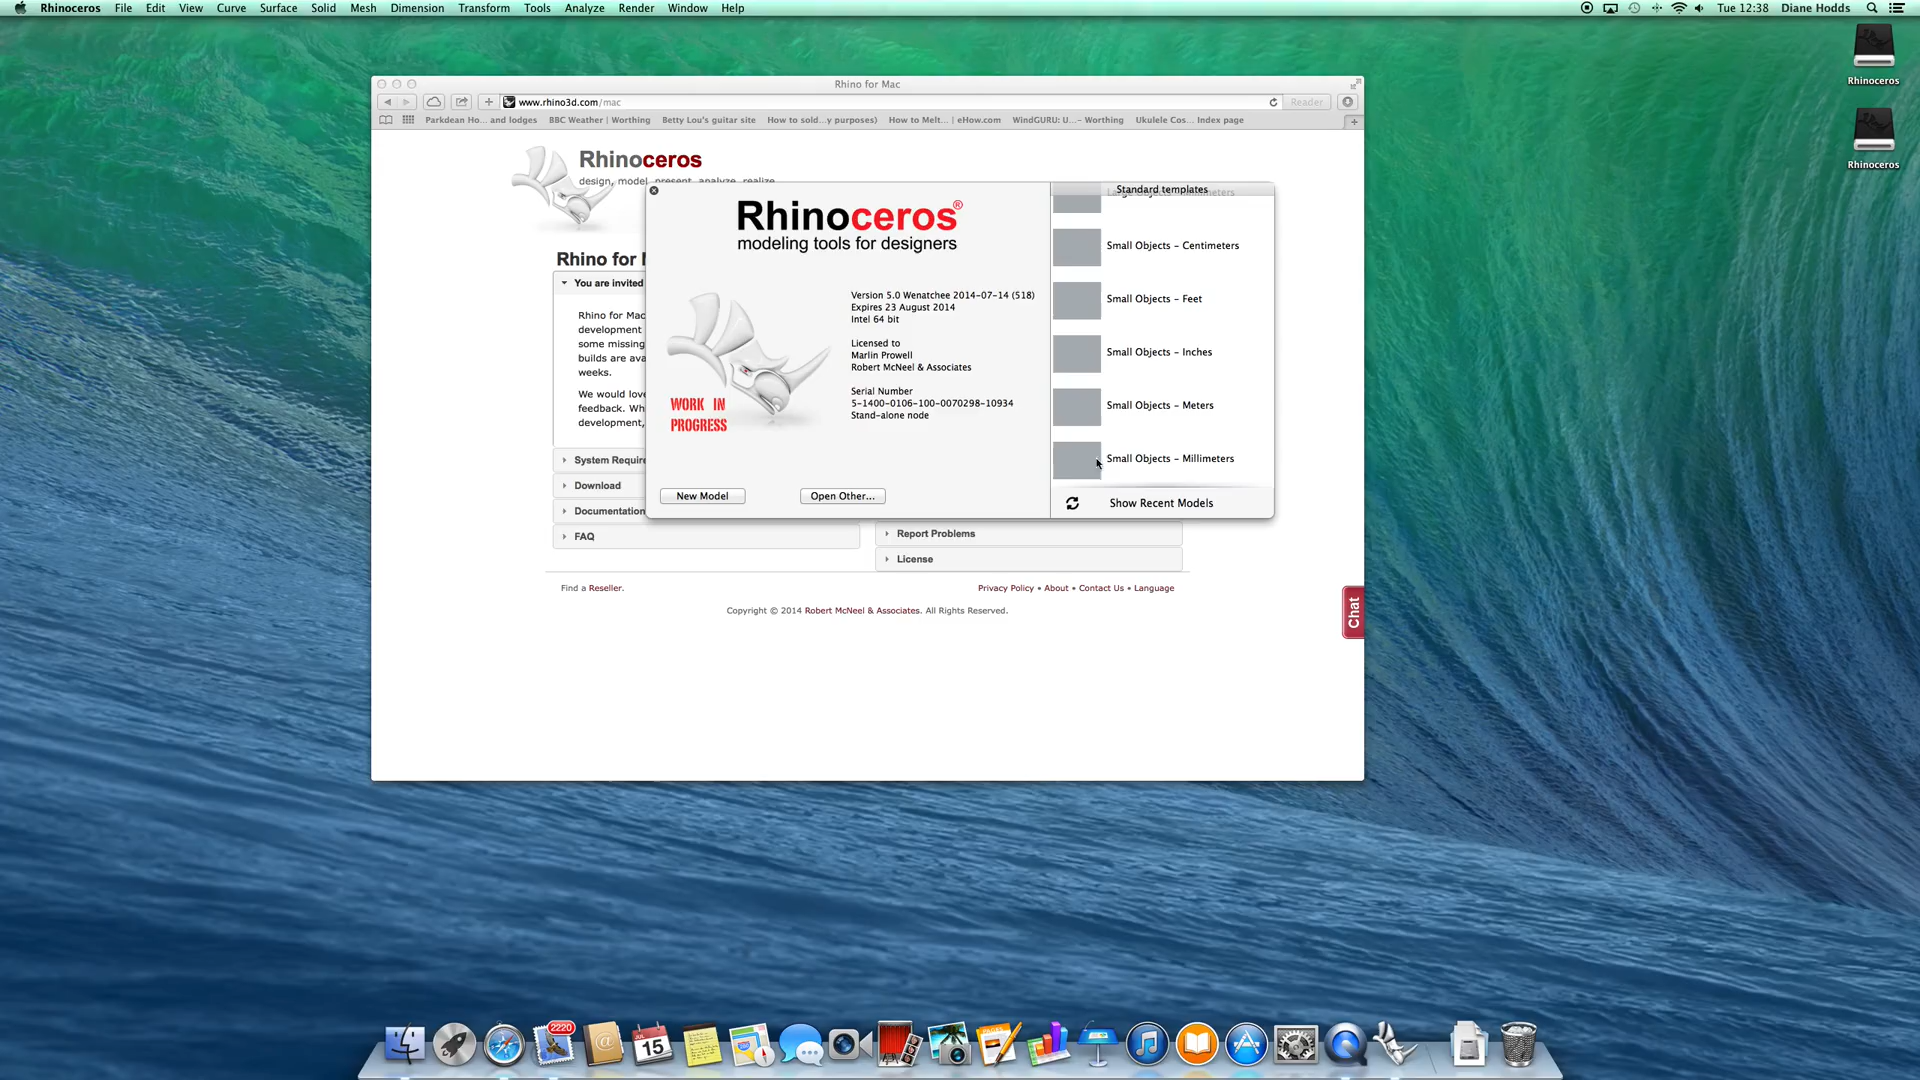 Rhinoceros File Edit View Curve Surface Solid Mesh Dimension Transform Tools Analyze Render Window Help
Tue 12:38 Diane Hodds
Rhinoceros
Rhinoceros
Rhino for Mac
www.rhino3d.com/mac
Reader
Parkdean Ho... and lodges BBC Weather | Worthing Betty Lou's guitar site How to sold...y purposes) How to Melt... | eHow.com WindGURU: U...- Worthing Ukulele Cos... Index page
Rhinoceros
design, model, present, analyze, realize
Rhino for
You are invited
Rhino for Mac
development
some missing
builds are ava
weeks.
We would love
feedback. Wh
development,
System Require
Download
Documentation
FAQ
Report Problems
License
Find a Reseller.
Privacy Policy • About • Contact Us • Language
Copyright © 2014 Robert McNeel & Associates. All Rights Reserved.
Chat
Rhinoceros®
modeling tools for designers
WORK IN
PROGRESS
Version 5.0 Wenatchee 2014-07-14 (518)
Expires 23 August 2014
Intel 64 bit
Licensed to
Marlin Prowell
Robert McNeel & Associates
Serial Number
5-1400-0106-100-0070298-10934
Stand-alone node
New Model
Open Other...
Standard templates
Small Objects - Centimeters
Small Objects - Feet
Small Objects - Inches
Small Objects - Meters
Small Objects - Millimeters
Show Recent Models
2220
JUL
15
PAGES